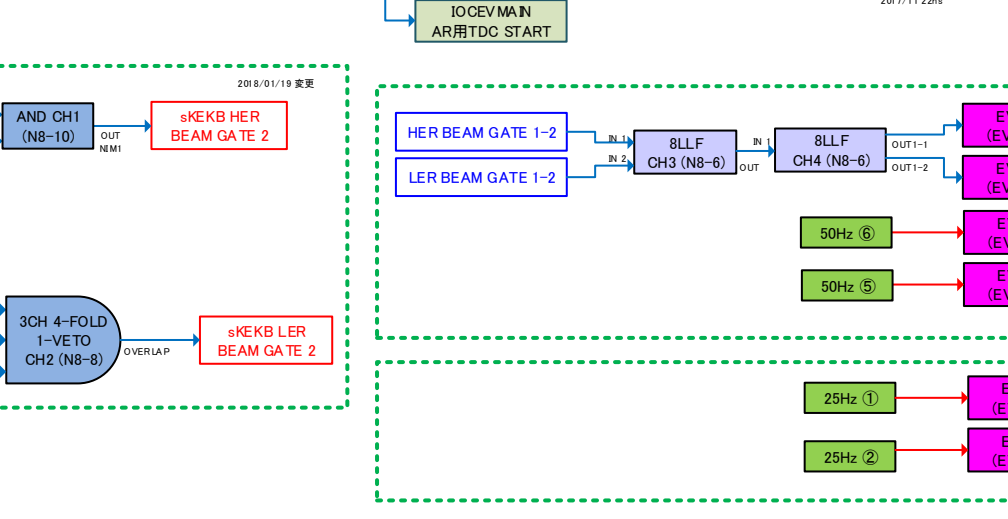 2017/11 22ns
IOCEVMAIN
AR用TDC START
2018/01/19 変更
AND CH1
(N8-10)
OUT
NIM1
sKEKB HER
BEAM GATE 2
3CH 4-FOLD
1-VETO
CH2 (N8-8)
OVERLAP
sKEKB LER
BEAM GATE 2
HER BEAM GATE 1-2
LER BEAM GATE 1-2
IN 1
IN 2
8LLF
CH3 (N8-6)
OUT
IN 1
8LLF
CH4 (N8-6)
OUT1-1
OUT1-2
50Hz ⑥
50Hz ⑤
25Hz ①
25Hz ②